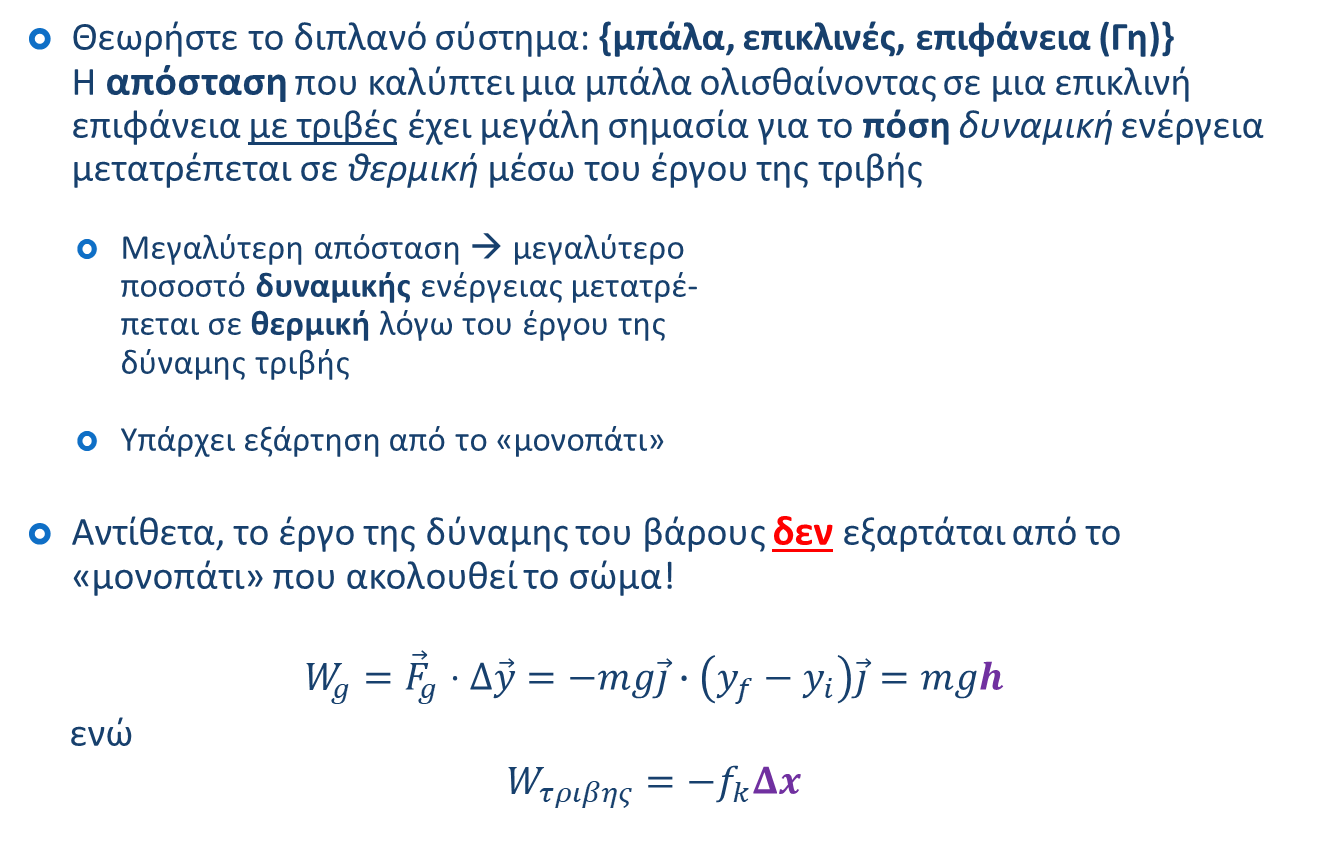 Θεωρήστε το διπλανό σύστημα: {μπάλα, επικλινές, επιφάνεια (Γη)}
Η απόσταση που καλύπτει μια μπάλα ολισθαίνοντας σε μια επικλινή
επιφάνεια με τριβές έχει μεγάλη σημασία για το πόση δυναμική ενέργεια
μετατρέπεται σε θερμική μέσω του έργου της τριβής
Μεγαλύτερη απόσταση → μεγαλύτερο
ποσοστό δυναμικής ενέργειας μετατρέ-
πεται σε θερμική λόγω του έργου της
δύναμης τριβής
Υπάρχει εξάρτηση από το «μονοπάτι»
Αντίθετα, το έργο της δύναμης του βάρους δεν εξαρτάται από το
«μονοπάτι» που ακολουθεί το σώμα!
W_g = F⃗_g · Δy⃗ = −mgj⃗ · (y_f − y_i)j⃗ = mgh
ενώ
W_τριβης = −f_kΔx